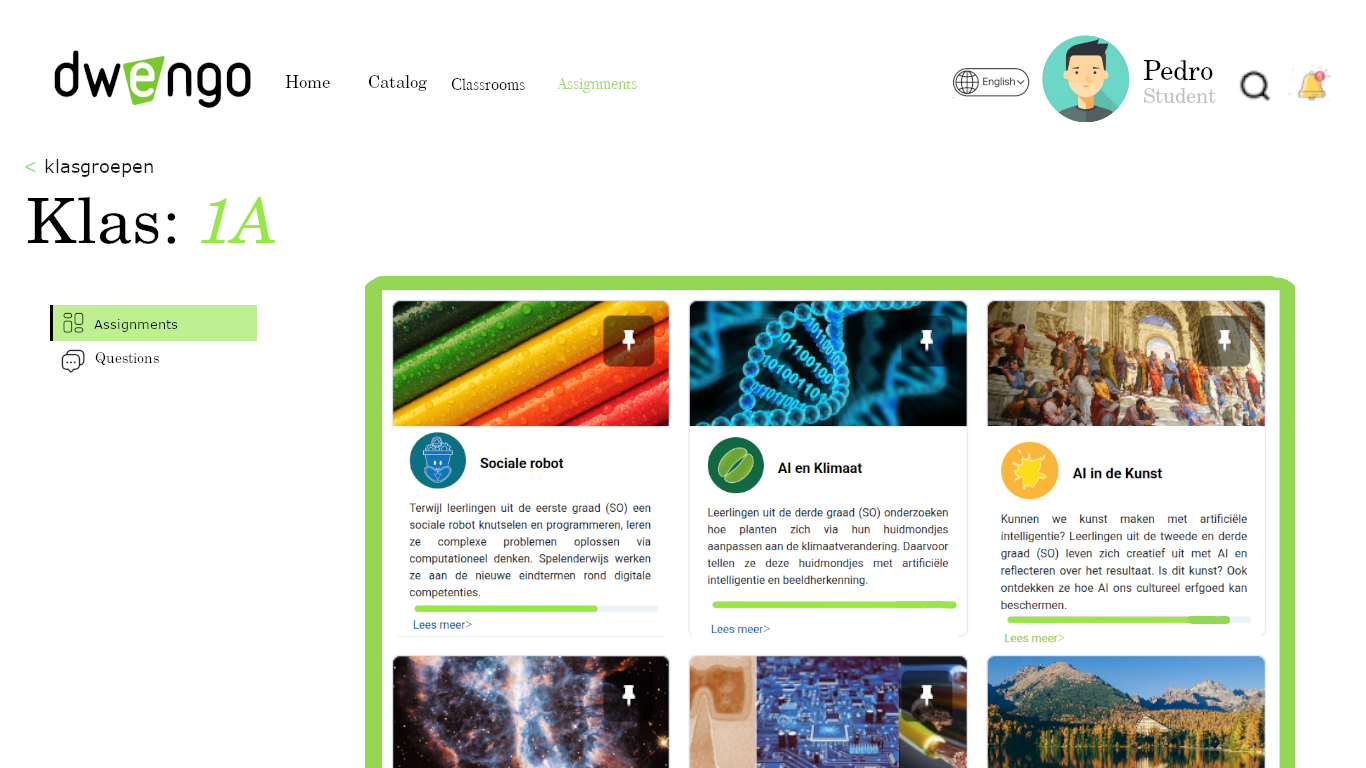 dwengo
Home
Catalog
Classrooms
Assignments
English
Pedro
Student
< klasgroepen
Klas: 1A
Assignments
Questions
Sociale robot
Terwijl leerlingen uit de eerste graad (SO) een
sociale robot knutselen en programmeren, leren
ze complexe problemen oplossen via
computationeel denken. Spelenderwijs werken
ze aan de nieuwe eindtermen rond digitale
competenties.
Lees meer>
AI en Klimaat
Leerlingen uit de derde graad (SO) onderzoeken
hoe planten zich via hun huidmondjes
aanpassen aan de klimaatverandering. Daarvoor
tellen ze deze huidmondjes met artificiële
intelligentie en beeldherkenning.
Lees meer>
AI in de Kunst
Kunnen we kunst maken met artificiële
intelligentie? Leerlingen uit de tweede en derde
graad (SO) leven zich creatief uit met AI en
reflecteren over het resultaat. Is dit kunst? Ook
ontdekken ze hoe AI ons cultureel erfgoed kan
beschermen.
Lees meer>